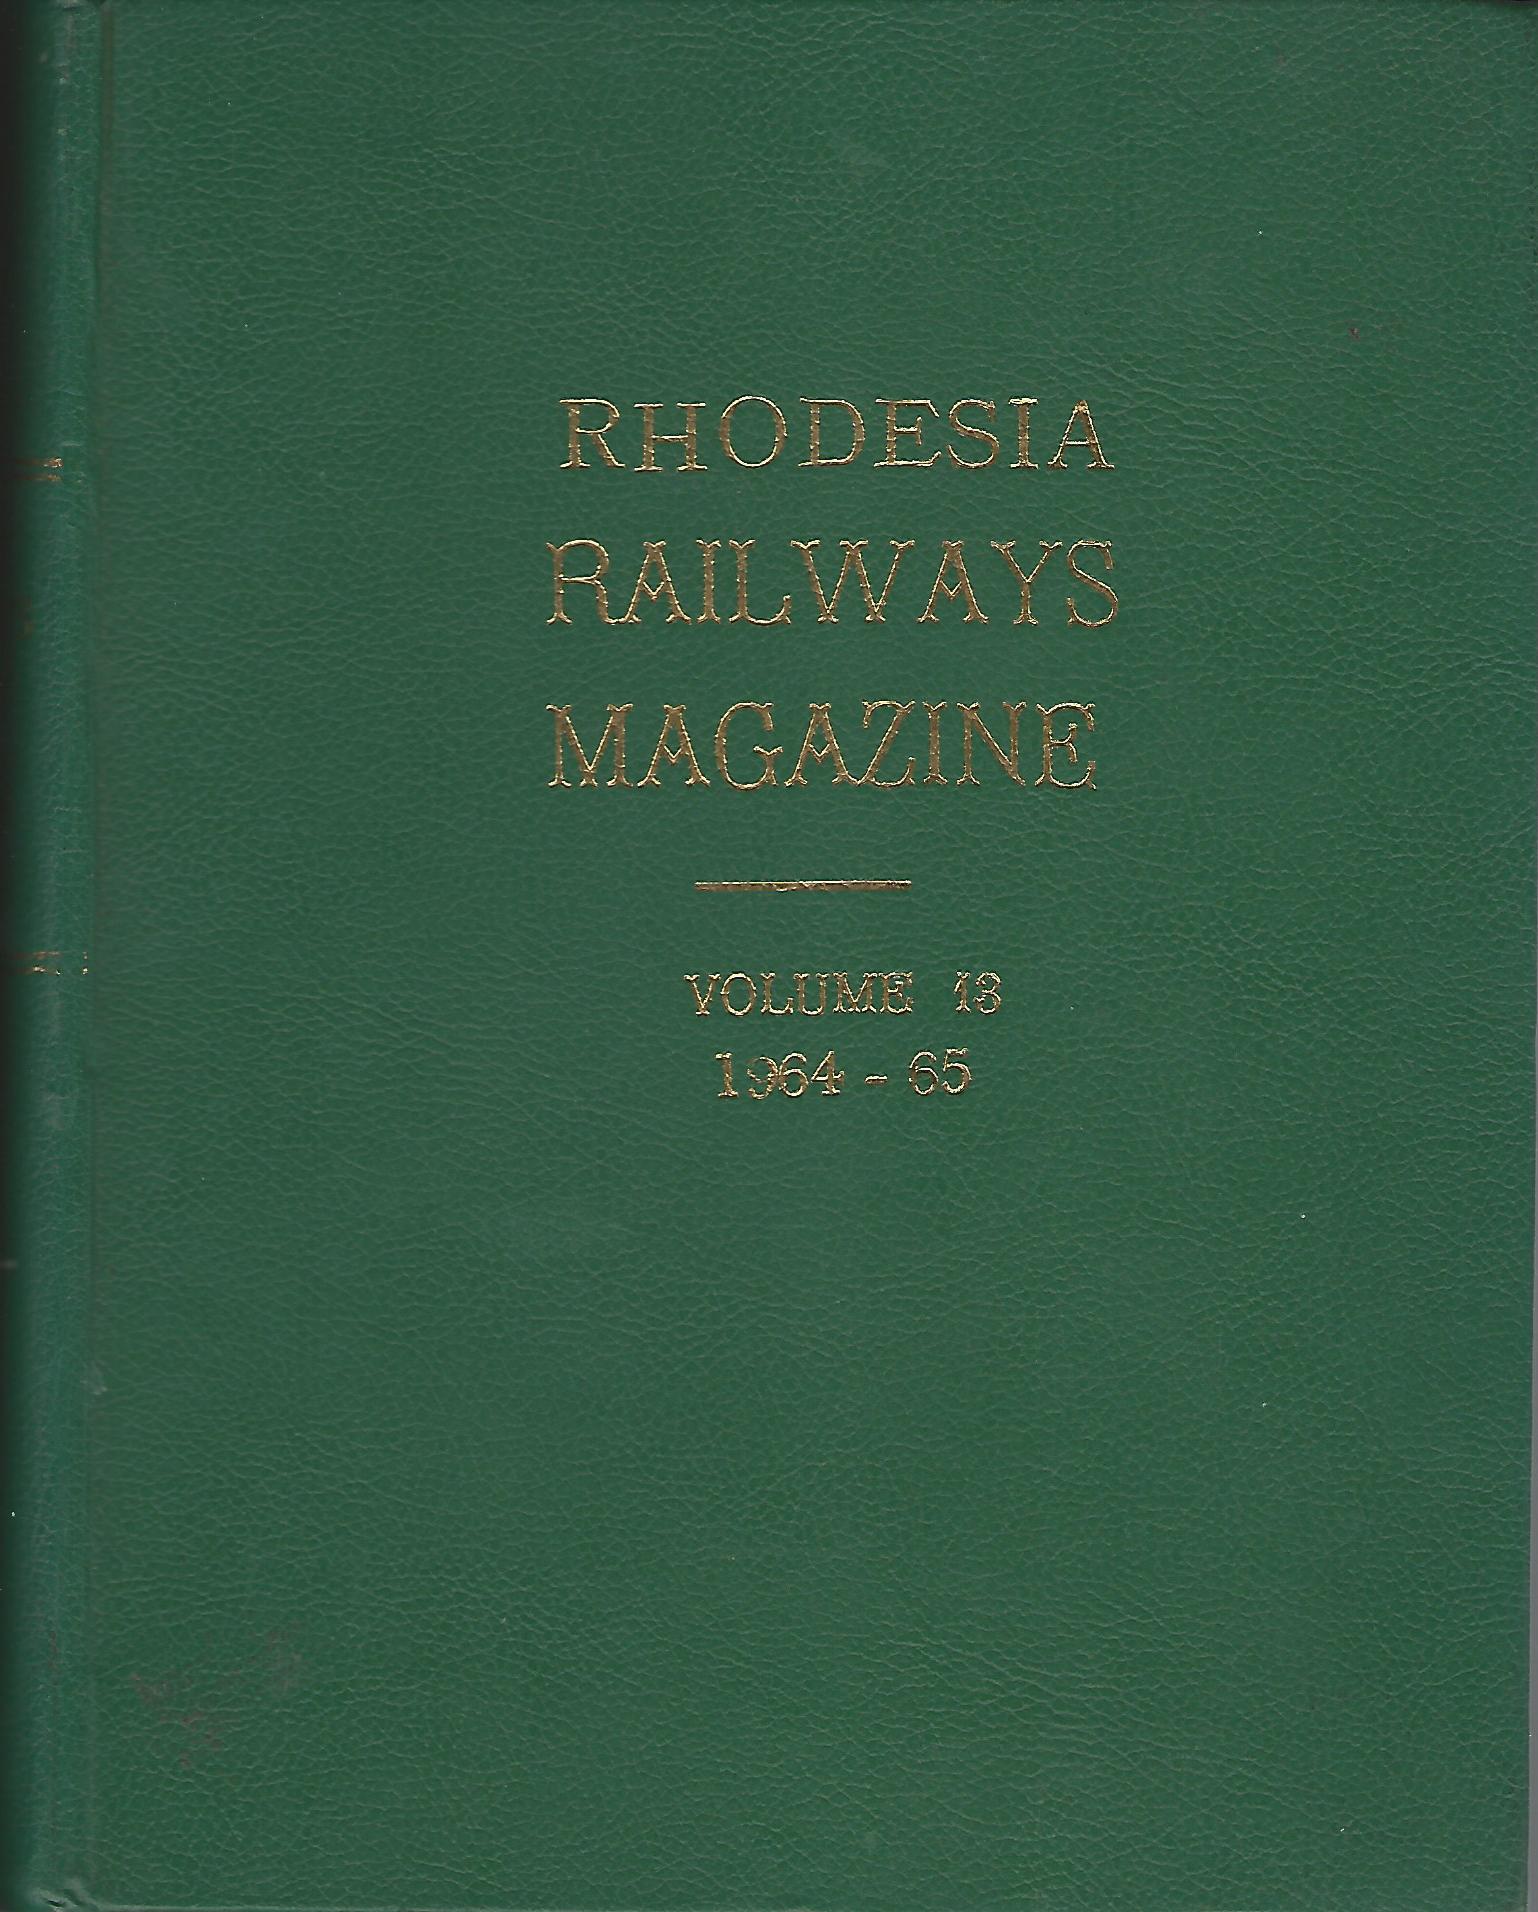 RHODESIA
RAILWAYS
MAGAZINE
VOLUME 13
1964 - 65